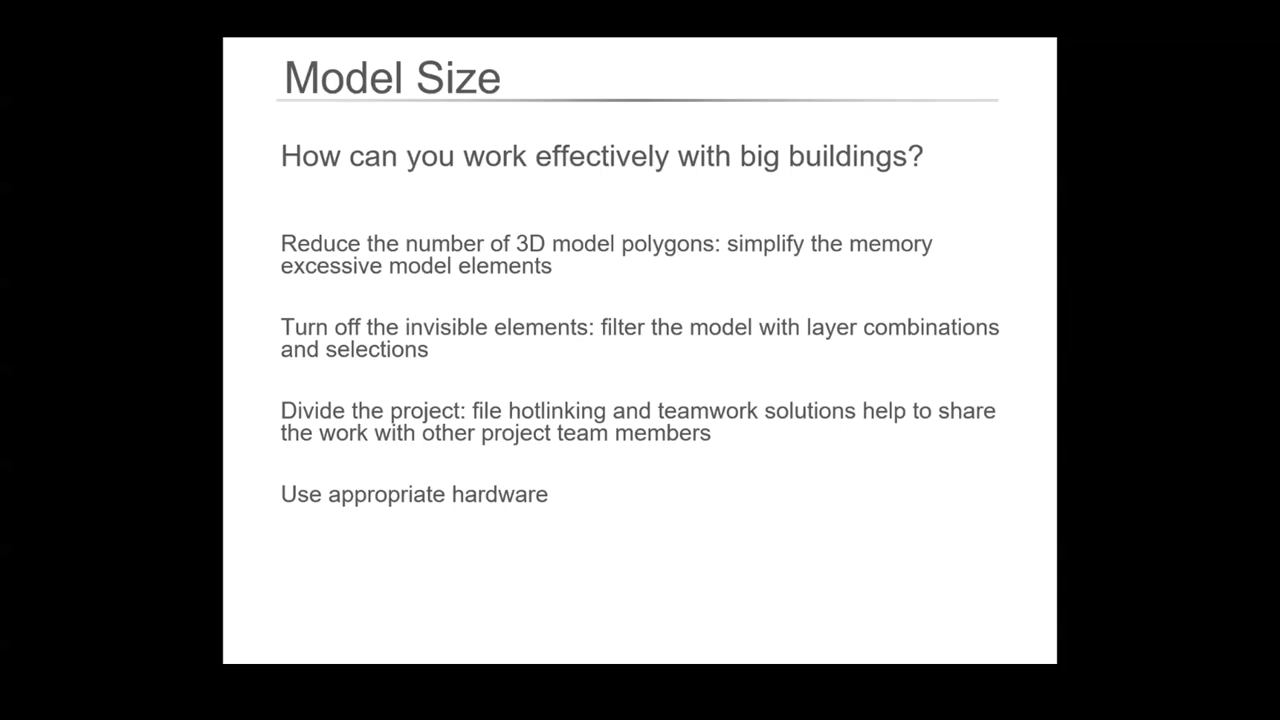 Model Size
How can you work effectively with big buildings?
Reduce the number of 3D model polygons: simplify the memory
excessive model elements
Turn off the invisible elements: filter the model with layer combinations
and selections
Divide the project: file hotlinking and teamwork solutions help to share
the work with other project team members
Use appropriate hardware